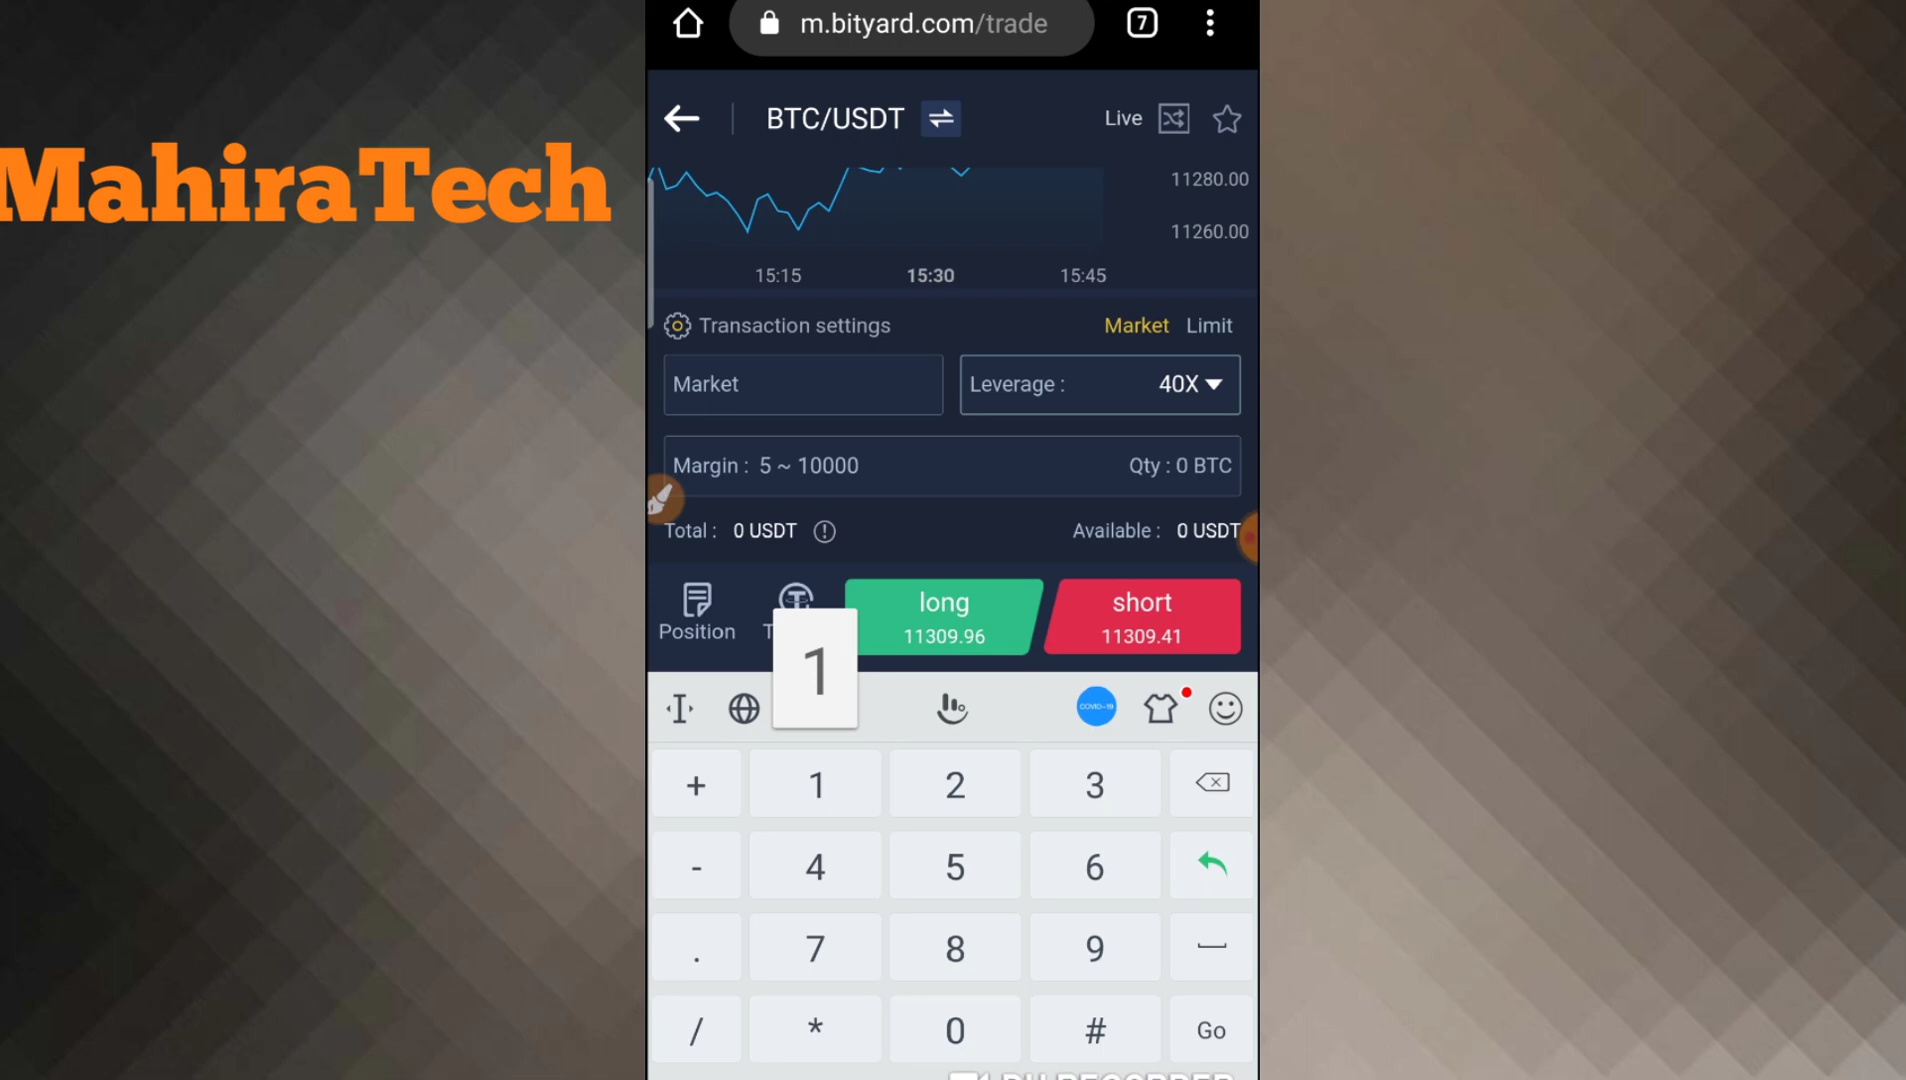 m.bityard.com/trade
7
MahiraTech
BTC/USDT
Live
11280.00
11260.00
15:15 15:30 15:45
Transaction settings
Market Limit
Market
Leverage : 40X
Margin : 5 ~ 10000
Qty : 0 BTC
Total : 0 USDT
Available : 0 USDT
Position
long
11309.96
short
11309.41
1
COVID-19
+ 1 2 3
- 4 5 6
. 7 8 9
/ * 0 # Go